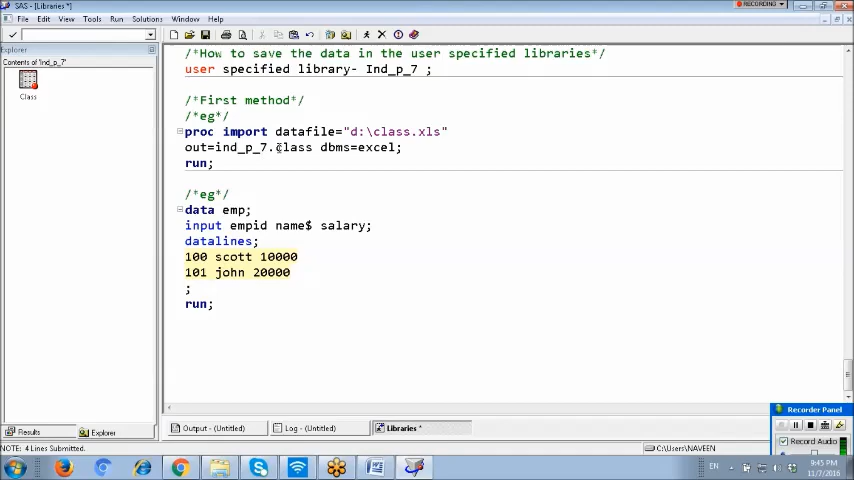 SAS - [Libraries *]
RECORDING
File Edit View Tools Run Solutions Window Help
Explorer
Contents of 'Ind_p_7'
Class
/*How to save the data in the user specified libraries*/
user specified library- Ind_p_7 ;
/*First method*/
/*eg*/
proc import datafile="d:\class.xls"
out=ind_p_7.class dbms=excel;
run;
/*eg*/
data emp;
input empid name$ salary;
datalines;
100 scott 10000
101 john 20000
;
run;
Results
Explorer
Output - (Untitled)
Log - (Untitled)
Libraries *
NOTE: 4 Lines Submitted.
C:\Users\NAVEEN
Recorder Panel
Record Audio
EN
9:45 PM
11/7/2016